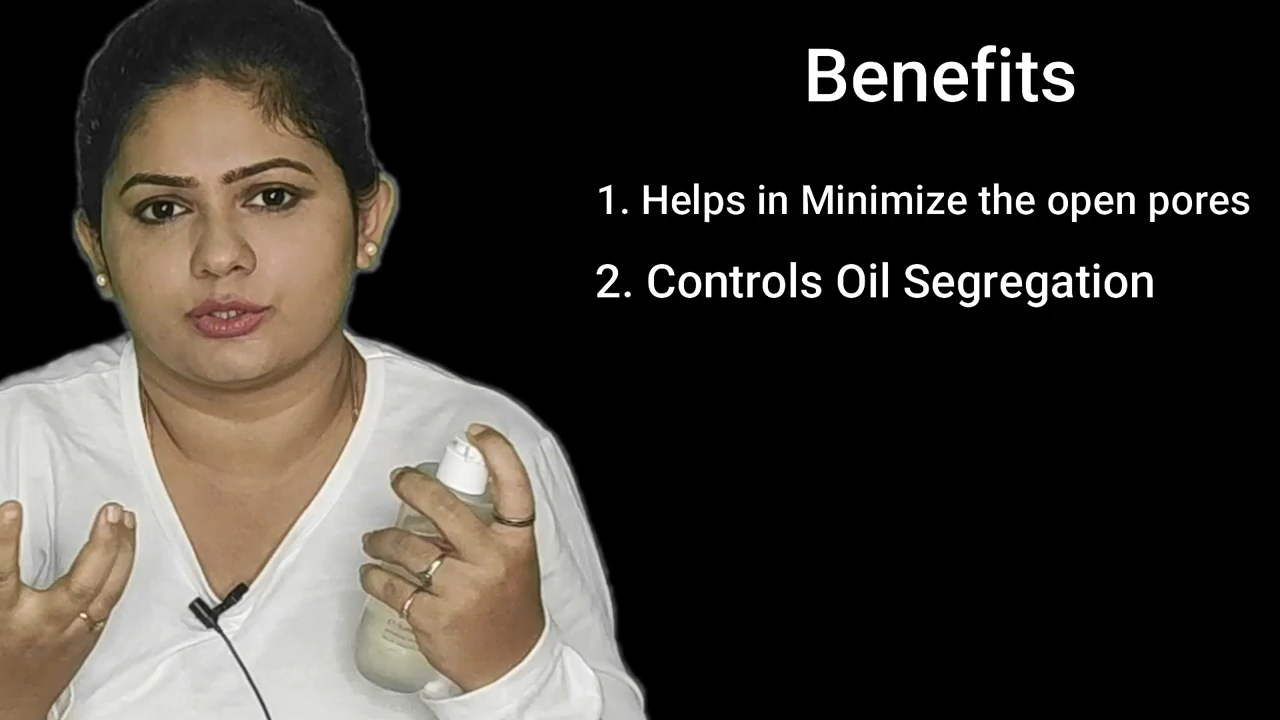 Benefits
1. Helps in Minimize the open pores
2. Controls Oil Segregation